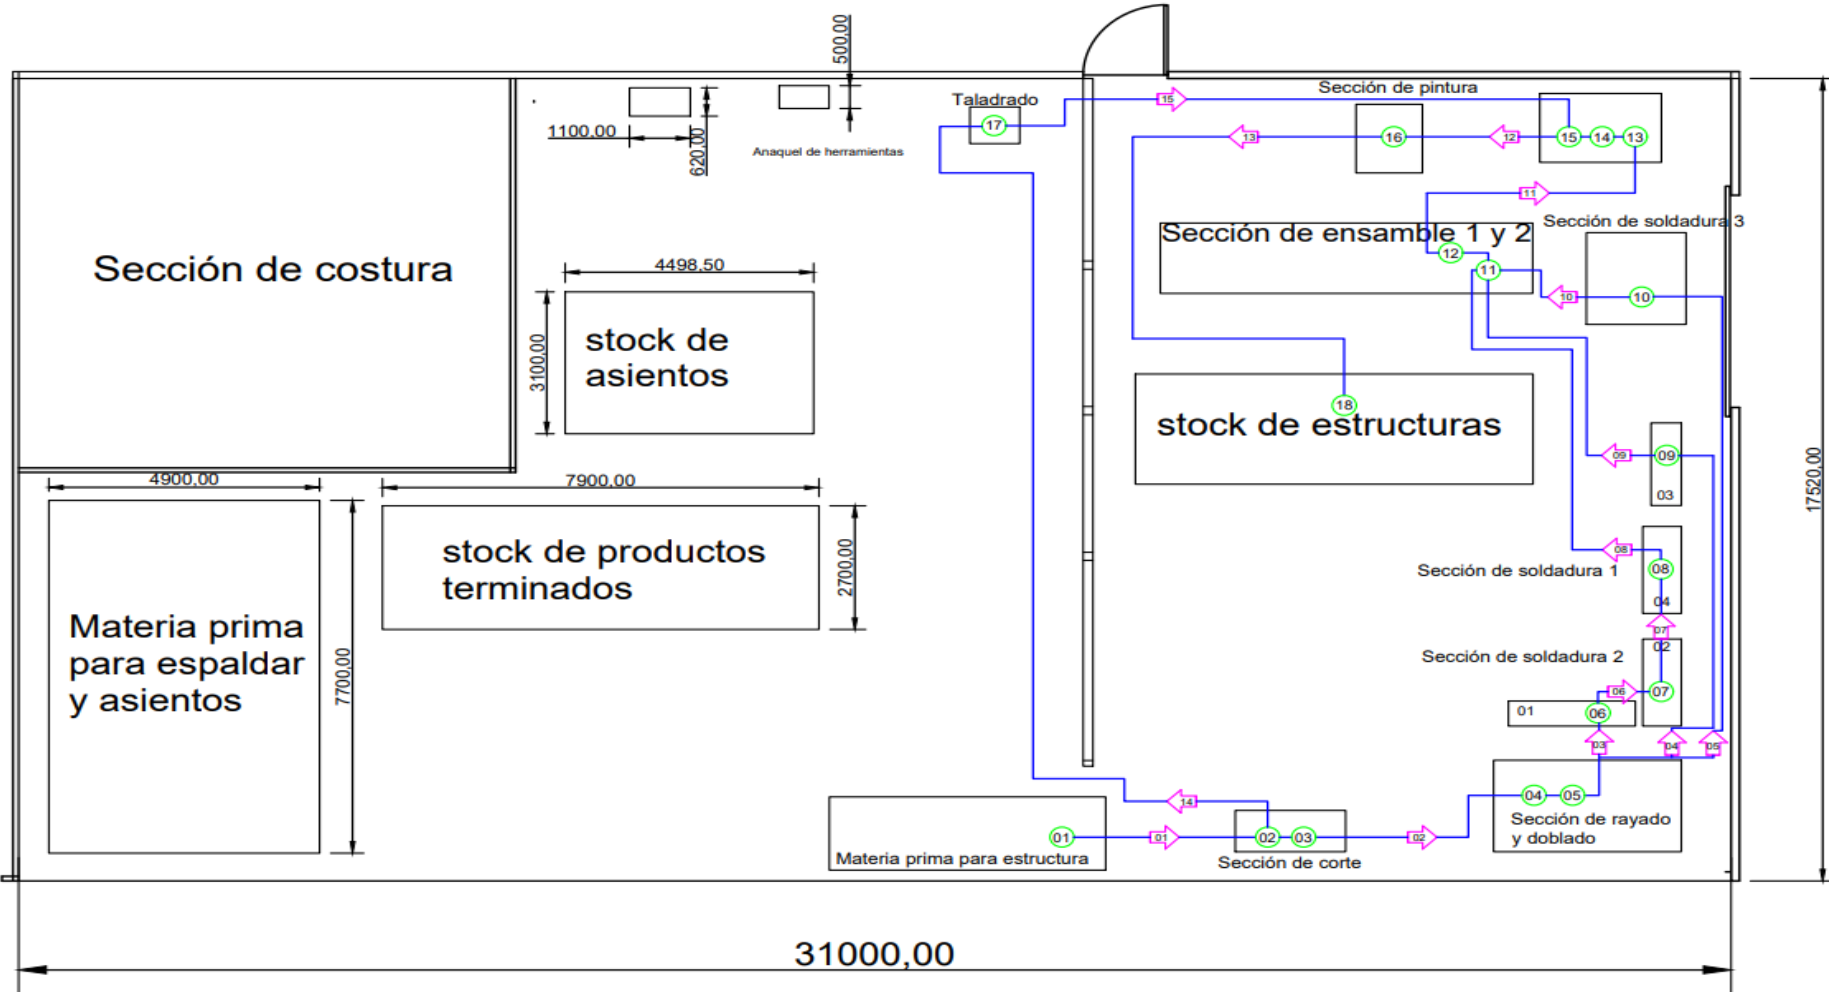 500,00
Sección de pintura
Taladrado
15
17
1100,00
620,00
Anaquel de herramientas
13
16
12
15
14
13
11
Sección de soldadura 3
Sección de ensamble 1 y 2
12
11
10
10
Sección de costura
4498,50
3100,00
stock de
asientos
18
stock de estructuras
09
09
03
17520,00
4900,00
7900,00
stock de productos
terminados
2700,00
08
08
04
Sección de soldadura 1
07
02
Sección de soldadura 2
06
07
01
06
03
04
05
Materia prima
para espaldar
y asientos
7700,00
14
04
05
Sección de rayado
y doblado
01
01
02
03
02
Materia prima para estructura
Sección de corte
31000,00